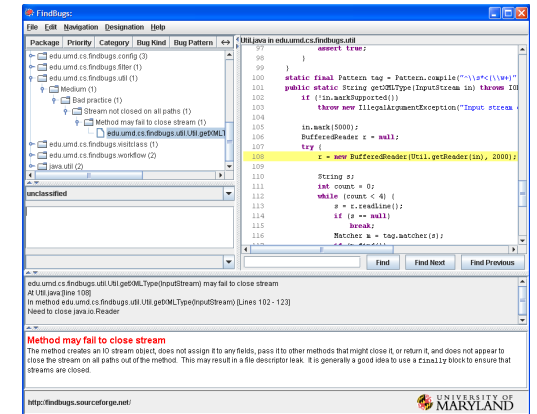 FindBugs:
File Edit Navigation Designation Help
Package Priority Category Bug Kind Bug Pattern ↔
edu.umd.cs.findbugs.config (3)
edu.umd.cs.findbugs.filter (1)
edu.umd.cs.findbugs.util (1)
Medium (1)
Bad practice (1)
Stream not closed on all paths (1)
Method may fail to close stream (1)
edu.umd.cs.findbugs.util.Util.getXMLT
edu.umd.cs.findbugs.visitclass (1)
edu.umd.cs.findbugs.workflow (2)
java.util (2)
unclassified
Util.java in edu.umd.cs.findbugs.util
97 assert true;
98 }
99 }
100 static final Pattern tag = Pattern.compile("^\\s*<(\\w+)"
101 public static String getXMLType(InputStream in) throws IOE
102 if (!in.markSupported())
103 throw new IllegalArgumentException("Input stream
104
105 in.mark(5000);
106 BufferedReader r = null;
107 try {
108 r = new BufferedReader(Util.getReader(in), 2000);
109
110 String s;
111 int count = 0;
112 while (count < 4) {
113 s = r.readLine();
114 if (s == null)
115 break;
116 Matcher m = tag.matcher(s);
Find Find Next Find Previous
edu.umd.cs.findbugs.util.Util.getXMLType(InputStream) may fail to close stream
At Util.java:[line 108]
In method edu.umd.cs.findbugs.util.Util.getXMLType(InputStream) [Lines 102 - 123]
Need to close java.io.Reader
Method may fail to close stream
The method creates an IO stream object, does not assign it to any fields, pass it to other methods that might close it, or return it, and does not appear to
close the stream on all paths out of the method. This may result in a file descriptor leak. It is generally a good idea to use a finally block to ensure that
streams are closed.
http://findbugs.sourceforge.net/
UNIVERSITY OF
MARYLAND